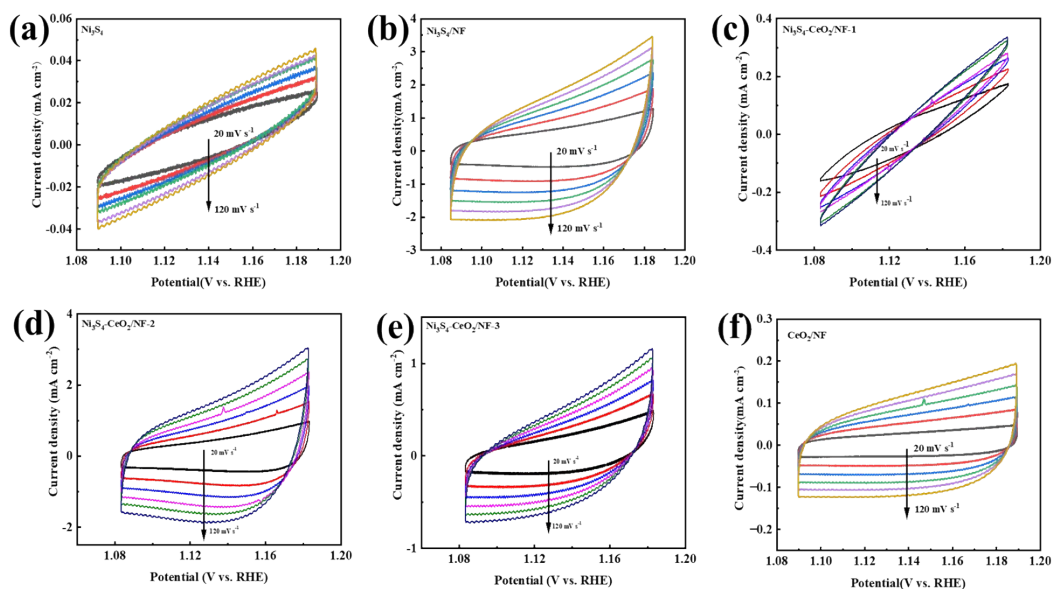 (a)
Ni₃S₄
Current density(mA cm⁻²)
0.06
0.04
0.02
0.00
-0.02
-0.04
20 mV s⁻¹
120 mV s⁻¹
1.08 1.10 1.12 1.14 1.16 1.18 1.20
Potential(V vs. RHE)
(b)
Ni₃S₄/NF
Current density(mA cm⁻²)
4
3
2
1
0
-1
-2
-3
20 mV s⁻¹
120 mV s⁻¹
1.08 1.10 1.12 1.14 1.16 1.18 1.20
Potential(V vs. RHE)
(c)
Ni₃S₄-CeO₂/NF-1
Current density(mA cm⁻²)
0.4
0.2
0.0
-0.2
-0.4
20 mV s⁻¹
120 mV s⁻¹
1.08 1.12 1.16 1.20
Potential(V vs. RHE)
(d)
Ni₃S₄-CeO₂/NF-2
Current density (mA cm⁻²)
4
2
0
-2
20 mV s⁻¹
120 mV s⁻¹
1.08 1.12 1.16 1.20
Potential (V vs. RHE)
(e)
Ni₃S₄-CeO₂/NF-3
Current density (mA cm⁻²)
1
0
-1
20 mV s⁻¹
120 mV s⁻¹
1.08 1.12 1.16 1.20
Potential (V vs. RHE)
(f)
CeO₂/NF
Current density(mA cm⁻²)
0.3
0.2
0.1
0.0
-0.1
-0.2
20 mV s⁻¹
120 mV s⁻¹
1.08 1.10 1.12 1.14 1.16 1.18 1.20
Potential(V vs. RHE)